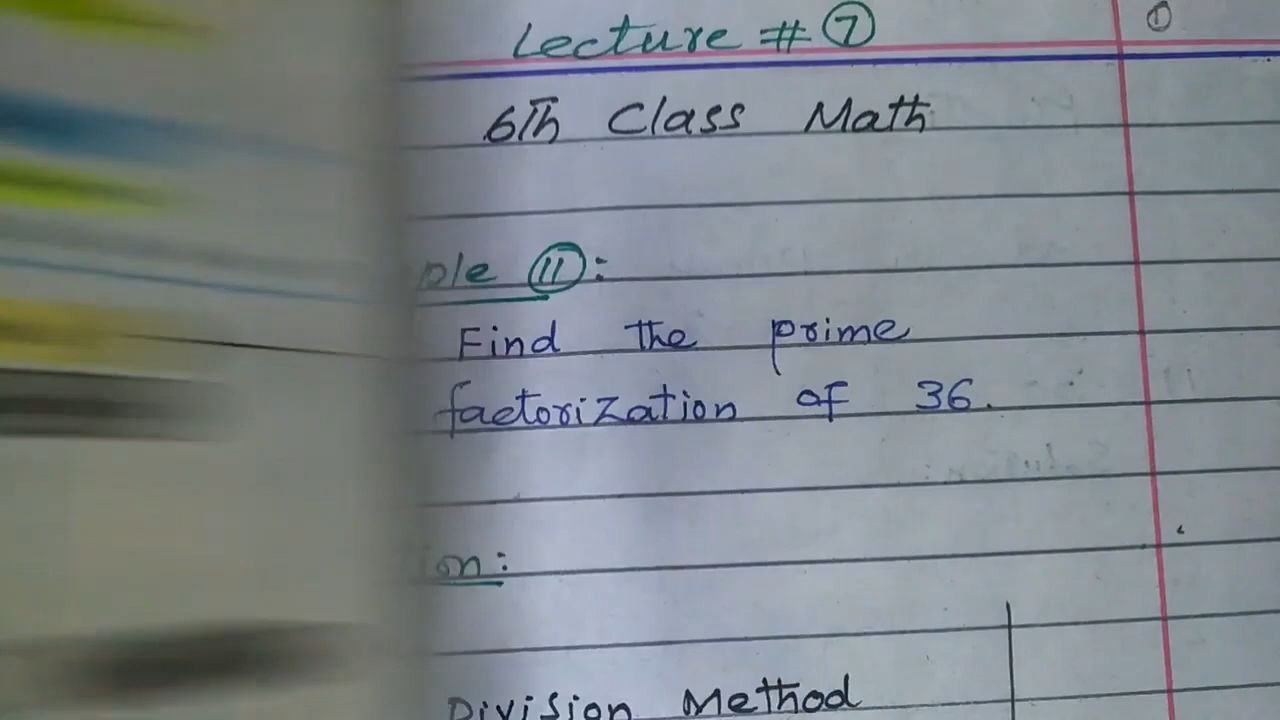 Lecture # 7
1
6Th Class Math
ple 11:
Find the prime
factorization of 36.
on:
Division Method